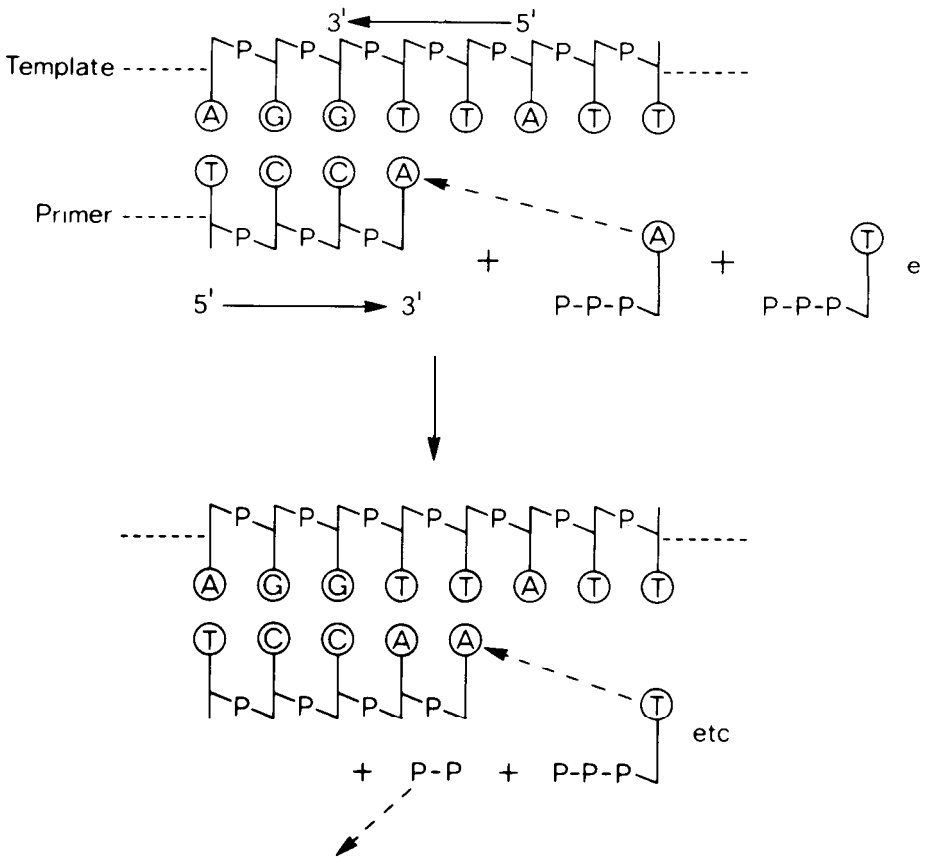 3' 5'
P P P P P P P
Template
A G G T T A T T
T C C A
Primer
P P P
A
T
+ + e
5' 3'
P-P-P P-P-P
P P P P P P P
A G G T T A T T
T C C A A
P P P P
T
etc
+ P-P + P-P-P